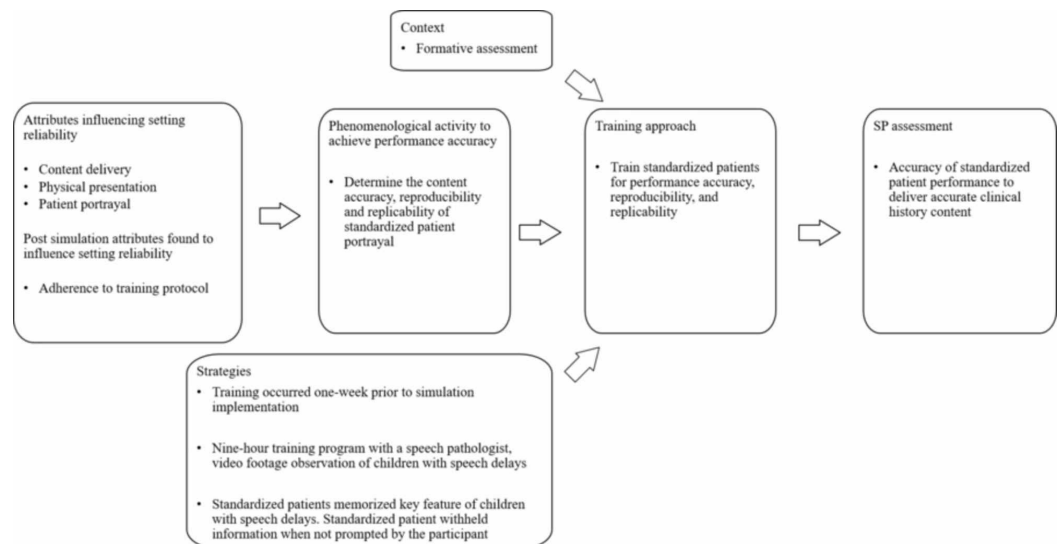 Context
• Formative assessment
Attributes influencing setting
reliability
• Content delivery
• Physical presentation
• Patient portrayal
Post simulation attributes found to
influence setting reliability
• Adherence to training protocol
Phenomenological activity to
achieve performance accuracy
• Determine the content
accuracy, reproducibility
and replicability of
standardized patient
portrayal
Training approach
• Train standardized patients
for performance accuracy,
reproducibility, and
replicability
SP assessment
• Accuracy of standardized
patient performance to
deliver accurate clinical
history content
Strategies
• Training occurred one-week prior to simulation
implementation
• Nine-hour training program with a speech pathologist,
video footage observation of children with speech delays
• Standardized patients memorized key feature of children
with speech delays. Standardized patient withheld
information when not prompted by the participant